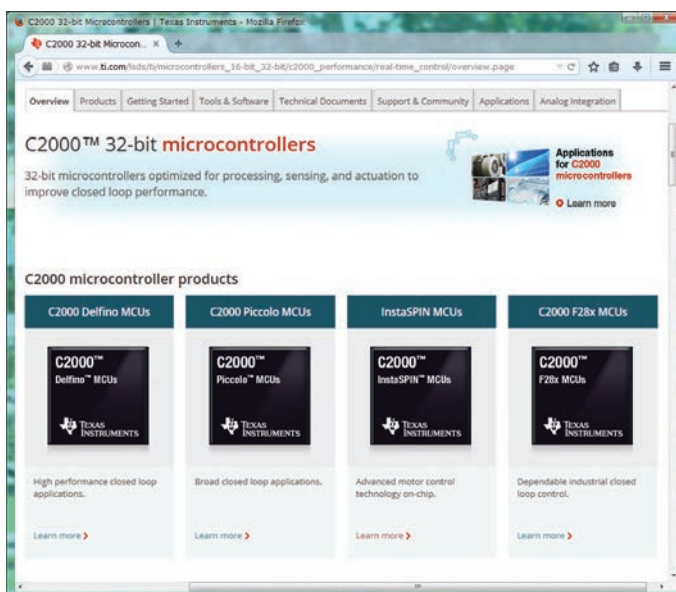 C2000 32-bit Microcontrollers | Texas Instruments - Mozilla Firefox
C2000 32-bit Microcon...
www.ti.com/lsds/ti/microcontrollers_16-bit_32-bit/c2000_performance/real-time_control/overview.page
Overview Products Getting Started Tools & Software Technical Documents Support & Community Applications Analog Integration
C2000™ 32-bit microcontrollers
32-bit microcontrollers optimized for processing, sensing, and actuation to
improve closed loop performance.
Applications
for C2000
microcontrollers
Learn more
C2000 microcontroller products
C2000 Delfino MCUs C2000 Piccolo MCUs InstaSPIN MCUs C2000 F28x MCUs
C2000™ C2000™ C2000™ C2000™
Delfino™ MCUs Piccolo™ MCUs InstaSPIN™ MCUs F28x MCUs
TEXAS TEXAS TEXAS TEXAS
INSTRUMENTS INSTRUMENTS INSTRUMENTS INSTRUMENTS
High performance closed loop Broad closed loop applications. Advanced motor control Dependable industrial closed
applications. technology on-chip. loop control.
Learn more Learn more Learn more Learn more